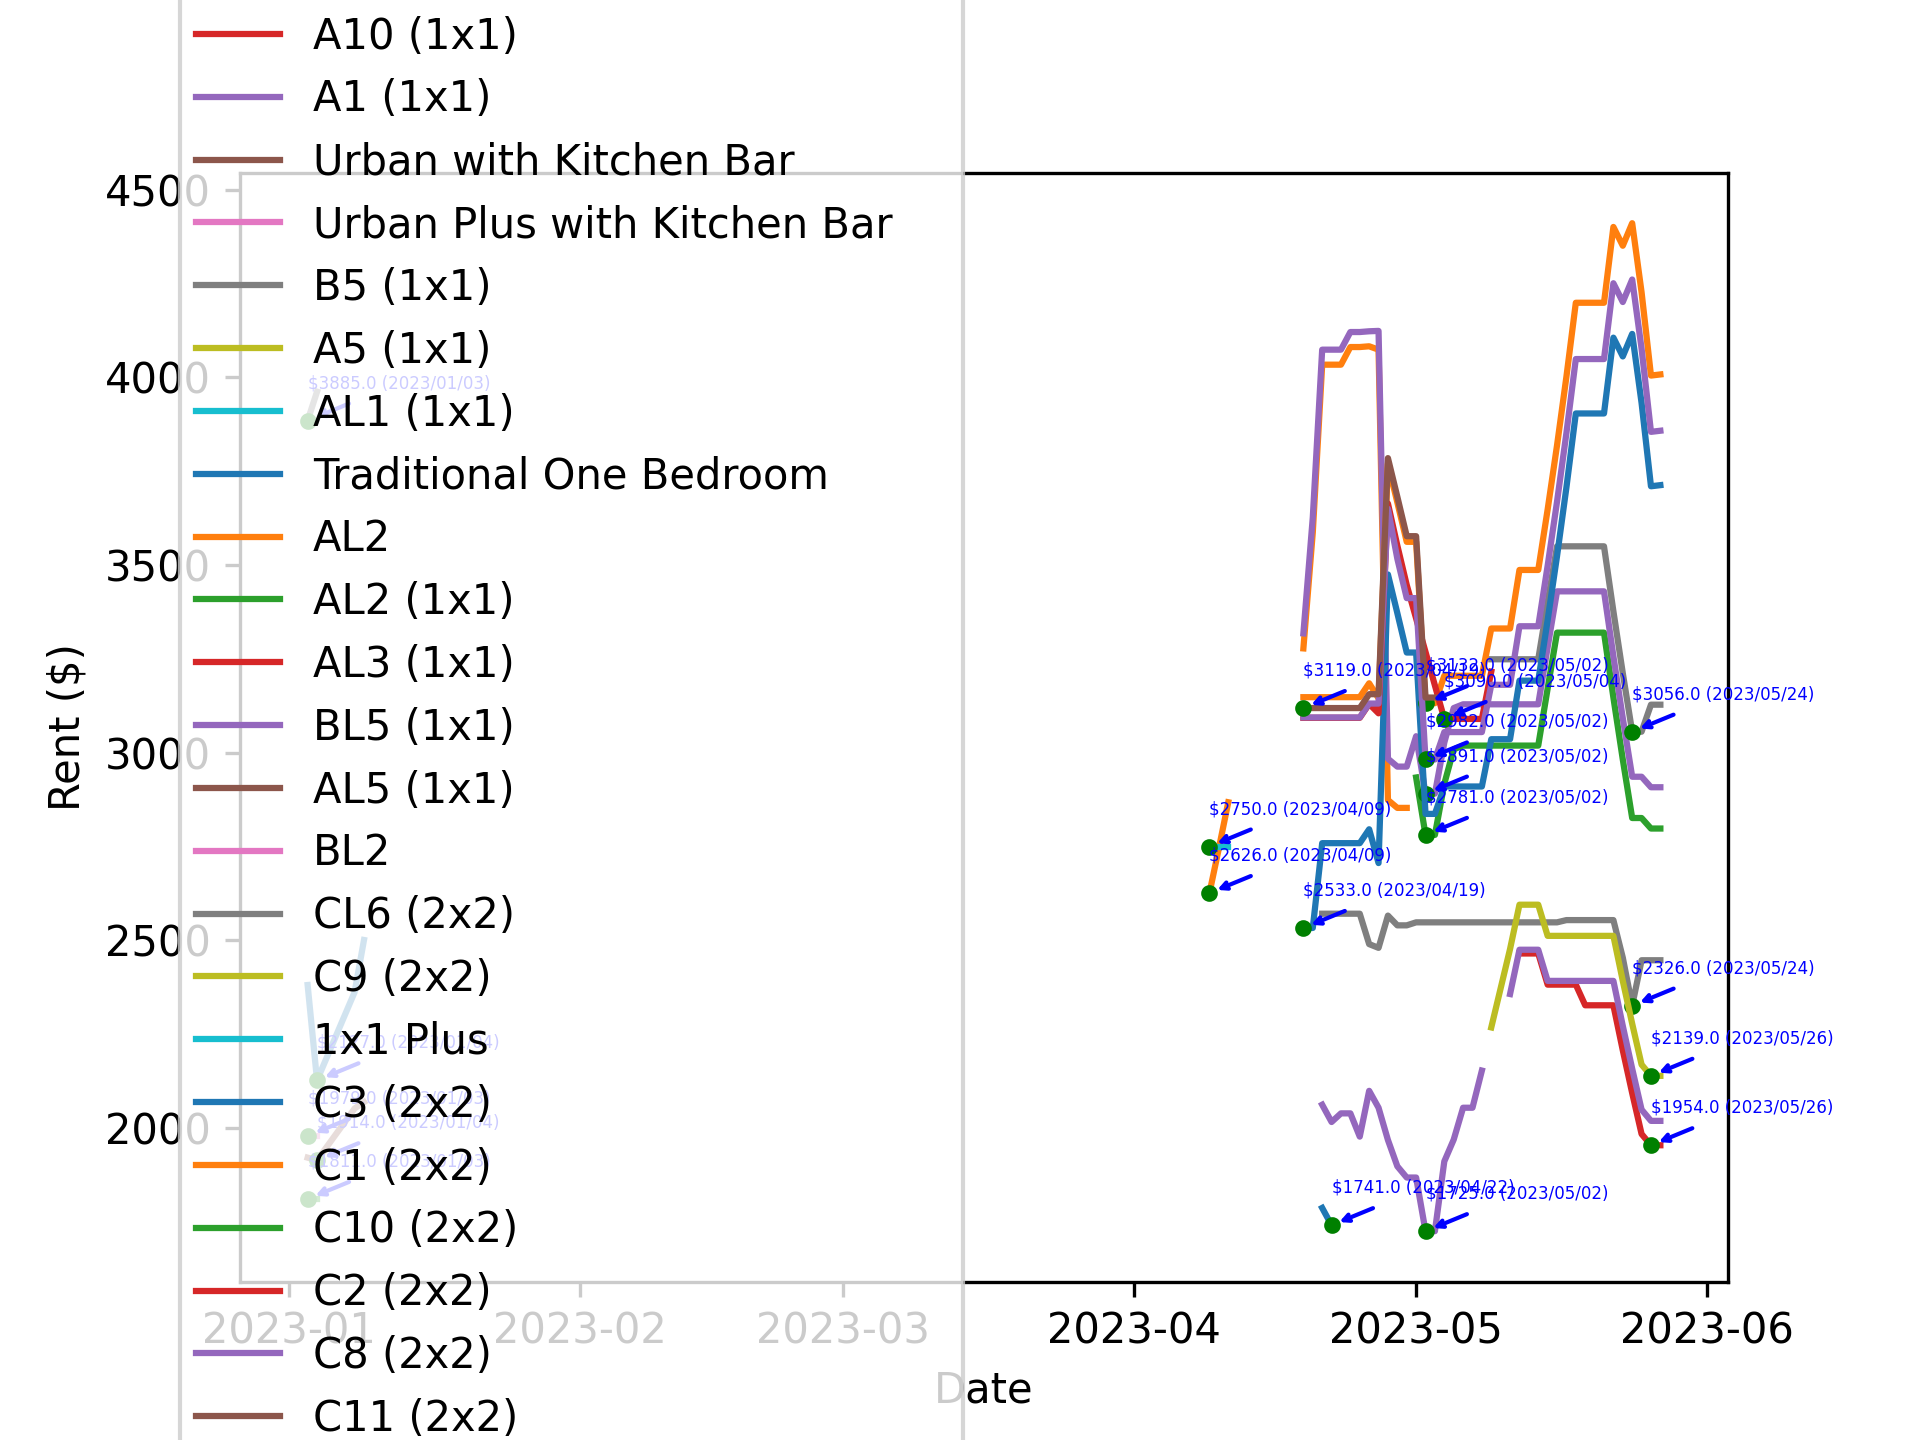 A10 (1x1)
A1 (1x1)
Urban with Kitchen Bar
4500
Urban Plus with Kitchen Bar
B5 (1x1)
A5 (1x1)
4000
$3885.0 (2023/01/03)
AL1 (1x1)
Traditional One Bedroom
AL2
3500
AL2 (1x1)
AL3 (1x1)
$3119.0 (2023/04/19)
$3132.0 (2023/05/02)
$3090.0 (2023/05/04)
$3056.0 (2023/05/24)
BL5 (1x1)
$2982.0 (2023/05/02)
Rent ($)
3000
$2891.0 (2023/05/02)
AL5 (1x1)
$2781.0 (2023/05/02)
$2750.0 (2023/04/09)
BL2
$2626.0 (2023/04/09)
$2533.0 (2023/04/19)
CL6 (2x2)
2500
$2326.0 (2023/05/24)
C9 (2x2)
1x1 Plus
$2139.0 (2023/05/26)
C3 (2x2)
$1954.0 (2023/05/26)
2000
(2023/01/04)
C1 (2x2)
$1741.0 (2023/04/22)
$1725.0 (2023/05/02)
C10 (2x2)
C2 (2x2)
2023-01
2023-02
2023-03
2023-04
2023-05
2023-06
C8 (2x2)
Date
C11 (2x2)